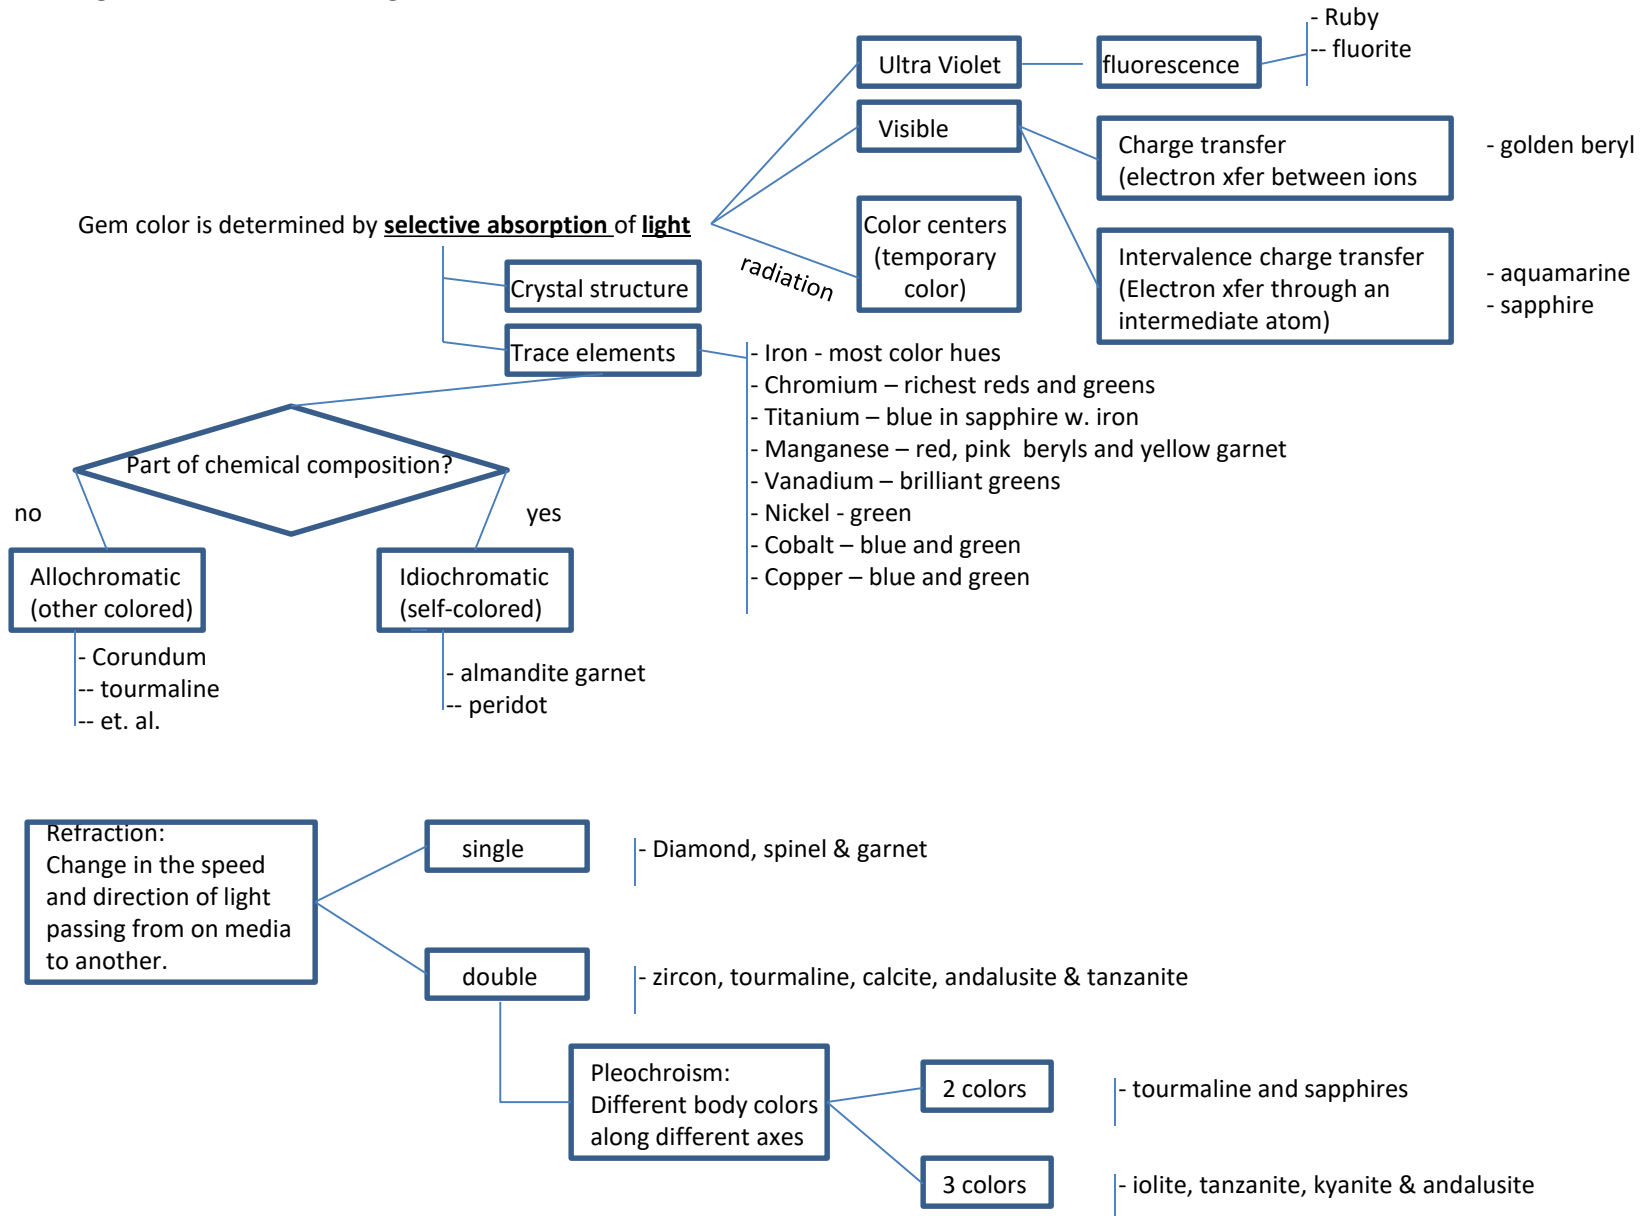 - Ruby
-- fluorite
Ultra Violet
fluorescence
Visible
Charge transfer
(electron xfer between ions
- golden beryl
Gem color is determined by selective absorption of light
radiation
Color centers
(temporary
color)
Intervalence charge transfer
(Electron xfer through an
intermediate atom)
- aquamarine
- sapphire
Crystal structure
Trace elements
- Iron - most color hues
- Chromium – richest reds and greens
- Titanium – blue in sapphire w. iron
- Manganese – red, pink  beryls and yellow garnet
- Vanadium – brilliant greens
- Nickel - green
- Cobalt – blue and green
- Copper – blue and green
Part of chemical composition?
no
yes
Allochromatic
(other colored)
Idiochromatic
(self-colored)
- Corundum
-- tourmaline
-- et. al.
- almandite garnet
-- peridot
Refraction:
Change in the speed
and direction of light
passing from on media
to another.
single
- Diamond, spinel & garnet
double
- zircon, tourmaline, calcite, andalusite & tanzanite
Pleochroism:
Different body colors
along different axes
2 colors
- tourmaline and sapphires
3 colors
- iolite, tanzanite, kyanite & andalusite